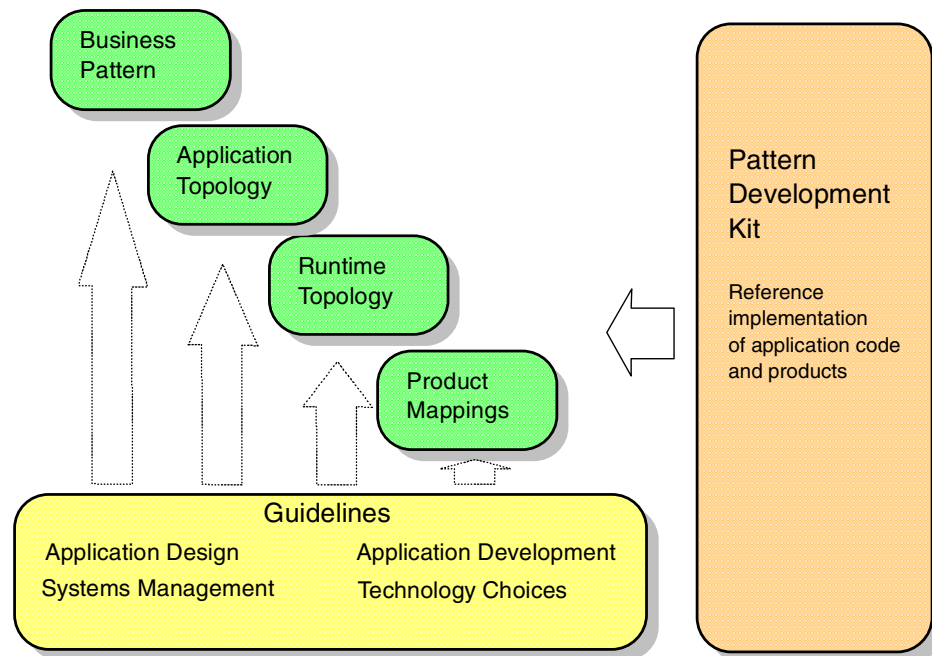 Business
Pattern
Application
Topology
Runtime
Topology
Product
Mappings
Pattern
Development
Kit
Reference
implementation
of application code
and products
Guidelines
Application Design
Application Development
Systems Management
Technology Choices